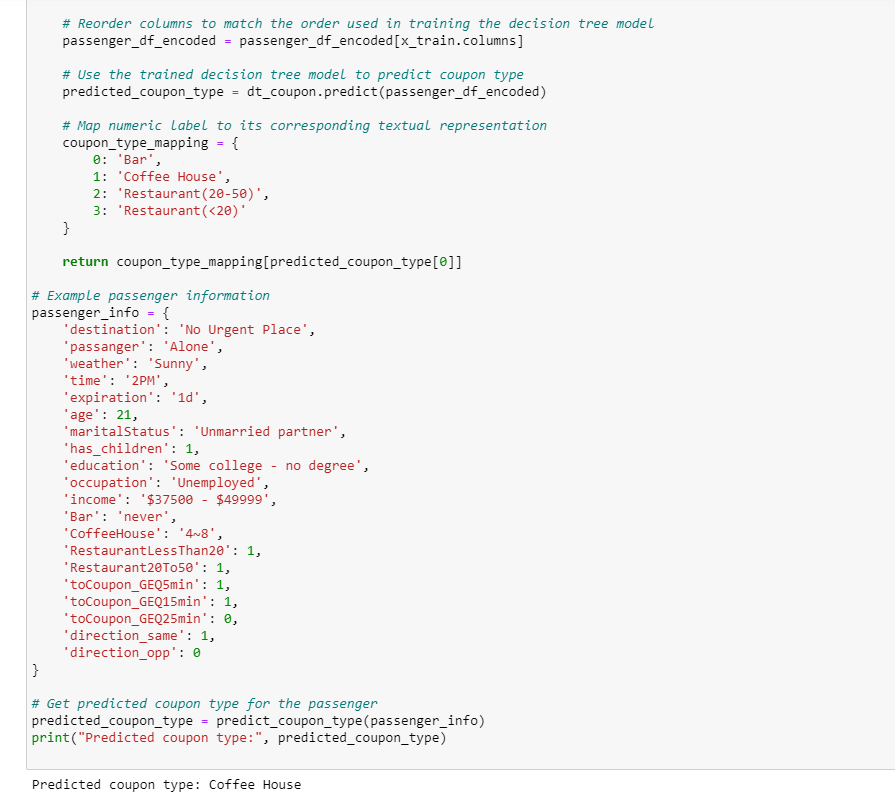 # Reorder columns to match the order used in training the decision tree model
passenger_df_encoded = passenger_df_encoded[x_train.columns]
# Use the trained decision tree model to predict coupon type
predicted_coupon_type = dt_coupon.predict(passenger_df_encoded)
# Map numeric label to its corresponding textual representation
coupon_type_mapping = {
0: 'Bar',
1: 'Coffee House',
2: 'Restaurant(20-50)',
3: 'Restaurant(<20)'
}
return coupon_type_mapping[predicted_coupon_type[0]]
# Example passenger information
passenger_info = {
'destination': 'No Urgent Place',
'passanger': 'Alone',
'weather': 'Sunny',
'time': '2PM',
'expiration': '1d',
'age': 21,
'maritalStatus': 'Unmarried partner',
'has_children': 1,
'education': 'Some college - no degree',
'occupation': 'Unemployed',
'income': '$37500 - $49999',
'Bar': 'never',
'CoffeeHouse': '4~8',
'RestaurantLessThan20': 1,
'Restaurant20To50': 1,
'toCoupon_GEQ5min': 1,
'toCoupon_GEQ15min': 1,
'toCoupon_GEQ25min': 0,
'direction_same': 1,
'direction_opp': 0
}
# Get predicted coupon type for the passenger
predicted_coupon_type = predict_coupon_type(passenger_info)
print("Predicted coupon type:", predicted_coupon_type)
Predicted coupon type: Coffee House